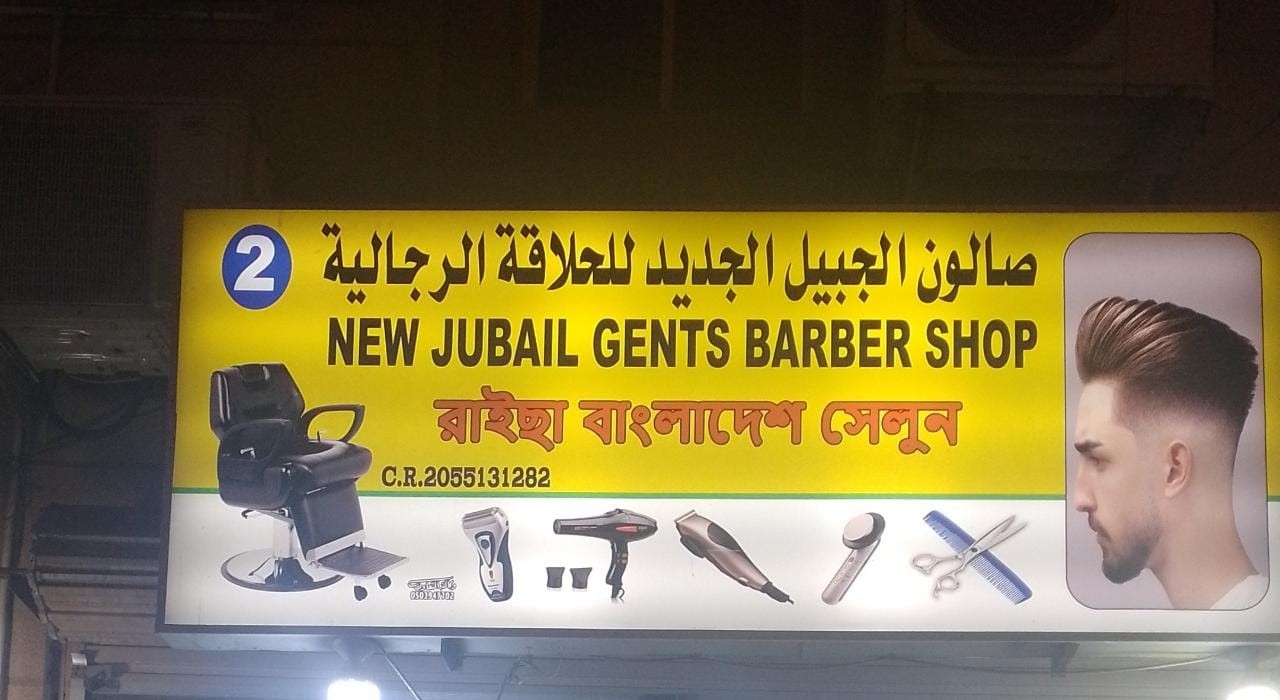 2
صالون الجبيل الجديد للحلاقة الرجالية
NEW JUBAIL GENTS BARBER SHOP
রাইছা বাংলাদেশ সেলুন
C.R.2055131282